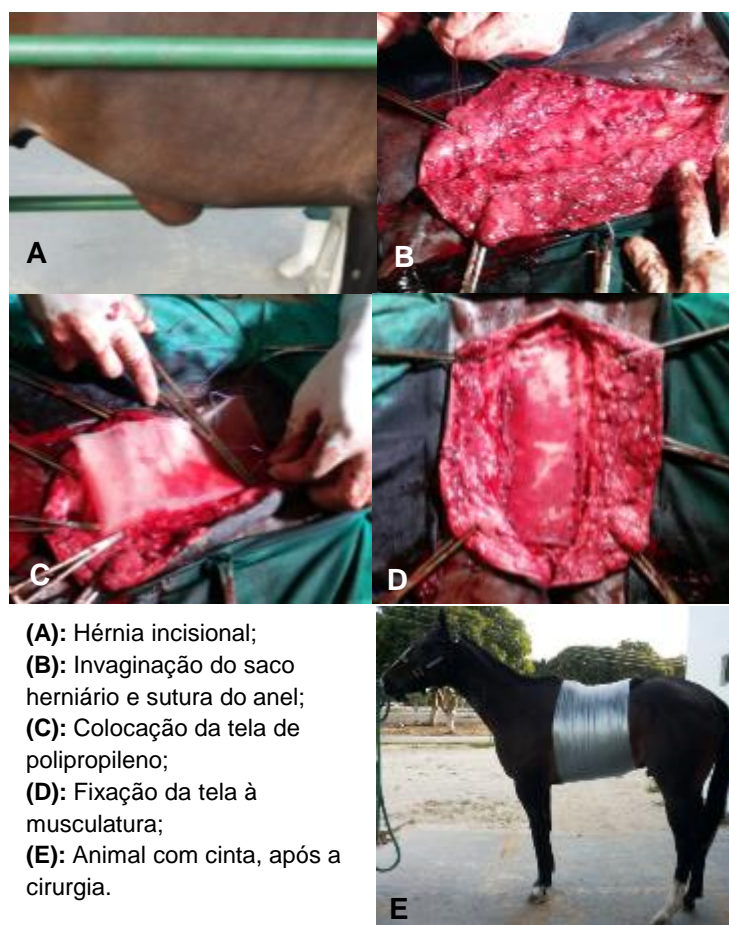 A
B
C
D
(A): Hérnia incisional;
(B): Invaginação do saco
herniário e sutura do anel;
(C): Colocação da tela de
polipropileno;
(D): Fixação da tela à
musculatura;
(E): Animal com cinta, após a
cirurgia.
E